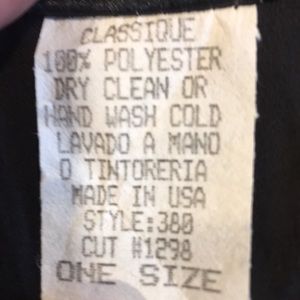 CLASSIQUE
100% POLYESTER
DRY CLEAN OR
HAND WASH COLD
LAVADO A MANO
O TINTORERIA
MADE IN USA
STYLE:380
CUT #1298
ONE SIZE